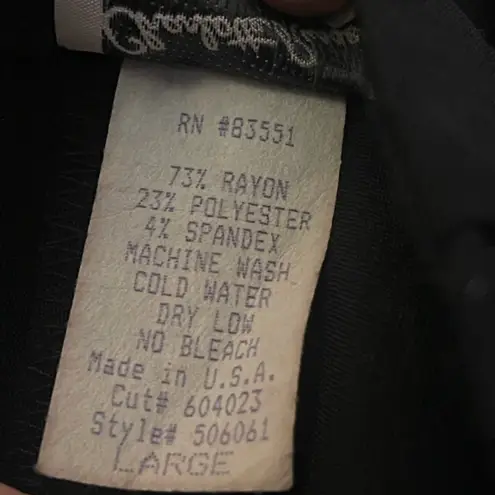 RN #83551
73% RAYON
23% POLYESTER
4% SPANDEX
MACHINE WASH
COLD WATER
DRY LOW
NO BLEACH
Made in U.S.A.
Cut# 604023
Style# 506061
LARGE